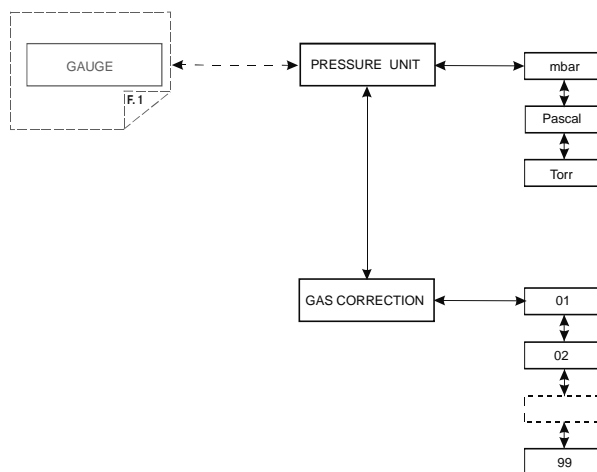 GAUGE
F. 1
PRESSURE UNIT
mbar
Pascal
Torr
GAS CORRECTION
01
02
99